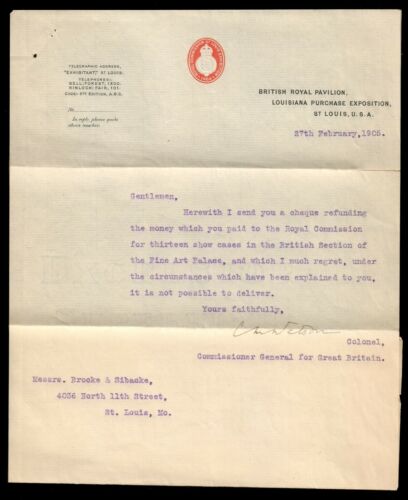 TELEGRAPHIC ADDRESS,
"EXHIBITANT," ST LOUIS.
TELEPHONES:
BELL: FOREST, 1300.
KINLOCH: FAIR, 101.
CODE: 5TH EDITION, A.B.C.
No.
In reply, please quote
above number.
BRITISH ROYAL PAVILION,
LOUISIANA PURCHASE EXPOSITION,
ST LOUIS, U.S.A.
27th February, 1905.
Gentlemen,
Herewith I send you a cheque refunding
the money which you paid to the Royal Commission
for thirteen show cases in the British Section of
the Fine Art Palace, and which I much regret, under
the circumstances which have been explained to you,
it is not possible to deliver.
Yours faithfully,
Colonel,
Commissioner General for Great Britain.
Messrs. Brooke & Sibacke,
4036 North 11th Street,
St. Louis, Mo.